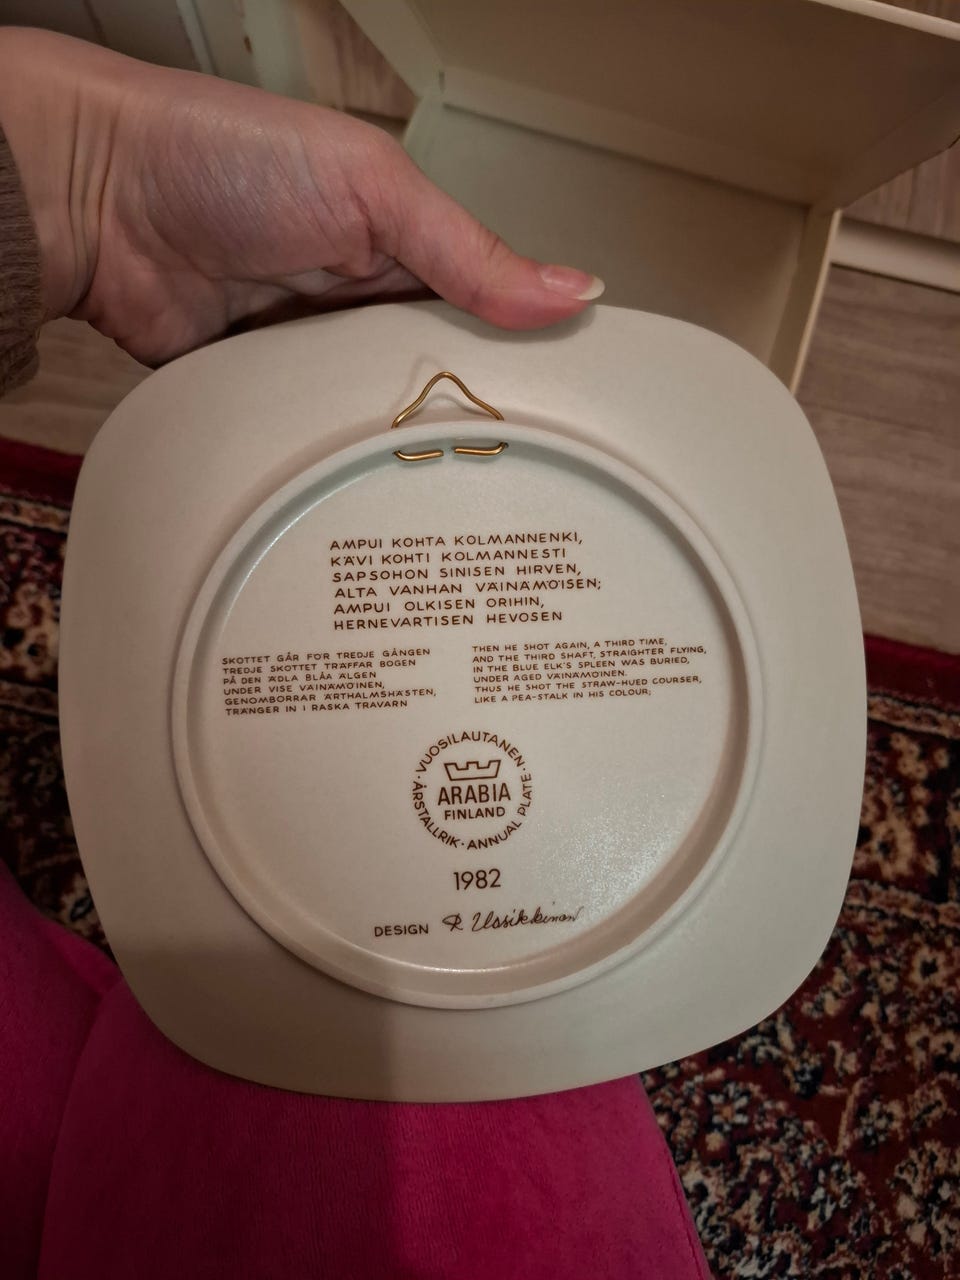 AMPUI KOHTA KOLMANNENKI,
KÄVI KOHTI KOLMANNESTI
SAPSOHON SINISEN HIRVEN,
ALTA VANHAN VÄINÄMÖISEN;
AMPUI OLKISEN ORIHIN,
HERNEVARTISEN HEVOSEN
SKOTTET GÅR FÖR TREDJE GÅNGEN
TREDJE SKOTTET TRÄFFAR BOGEN
PÅ DEN ÄDLA BLÅA ÄLGEN
UNDER VISE VÄINÄMÖINEN,
GENOMBORRAR ÄRTHALMSHÄSTEN,
TRÄNGER IN I RASKA TRAVARN
THEN HE SHOT AGAIN, A THIRD TIME,
AND THE THIRD SHAFT, STRAIGHTER FLYING,
IN THE BLUE ELK'S SPLEEN WAS BURIED,
UNDER AGED VÄINÄMÖINEN.
THUS HE SHOT THE STRAW-HUED COURSER,
LIKE A PEA-STALK IN HIS COLOUR;
· VUOSILAUTANEN · ANNUAL PLATE · ÅRSTALLRIK
ARABIA
FINLAND
1982
DESIGN R Uosikkinen